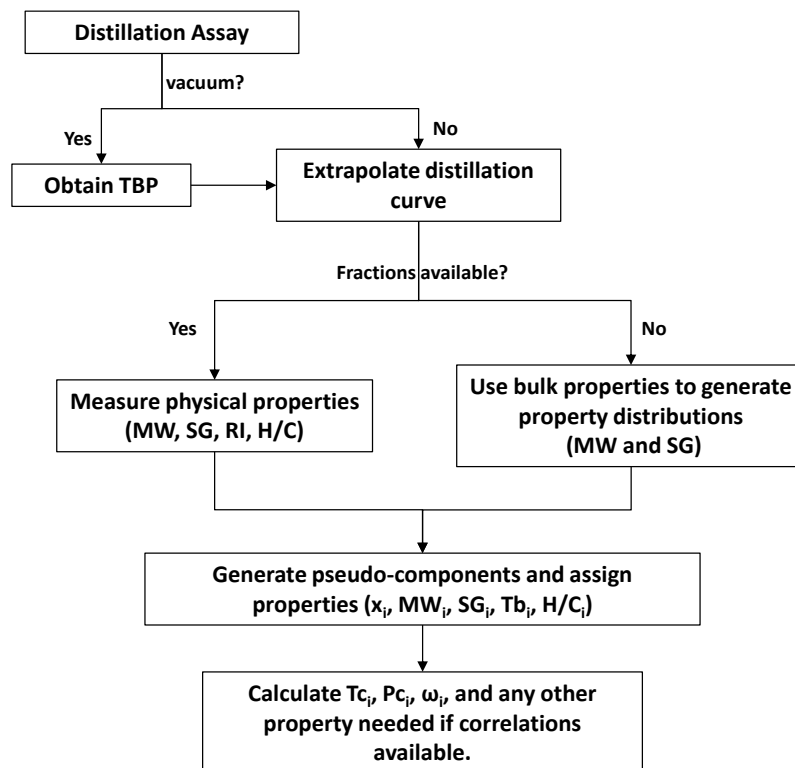 Distillation Assay
vacuum?
Yes
No
Obtain TBP
Extrapolate distillation
curve
Fractions available?
Yes
No
Measure physical properties
(MW, SG, RI, H/C)
Use bulk properties to generate
property distributions
(MW and SG)
Generate pseudo-components and assign
properties (xᵢ, MWᵢ, SGᵢ, Tbᵢ, H/Cᵢ)
Calculate Tcᵢ, Pcᵢ, ωᵢ, and any other
property needed if correlations
available.